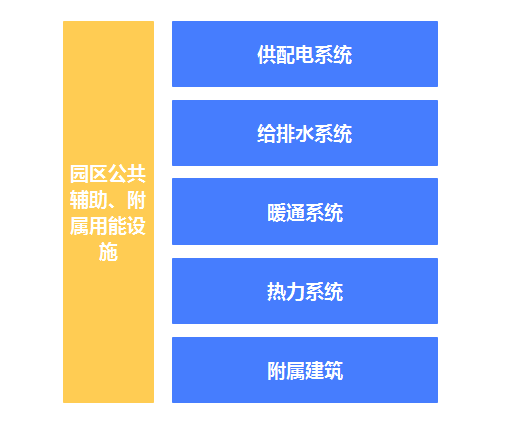 园区公共
辅助、附
属用能设
施
供配电系统
给排水系统
暖通系统
热力系统
附属建筑